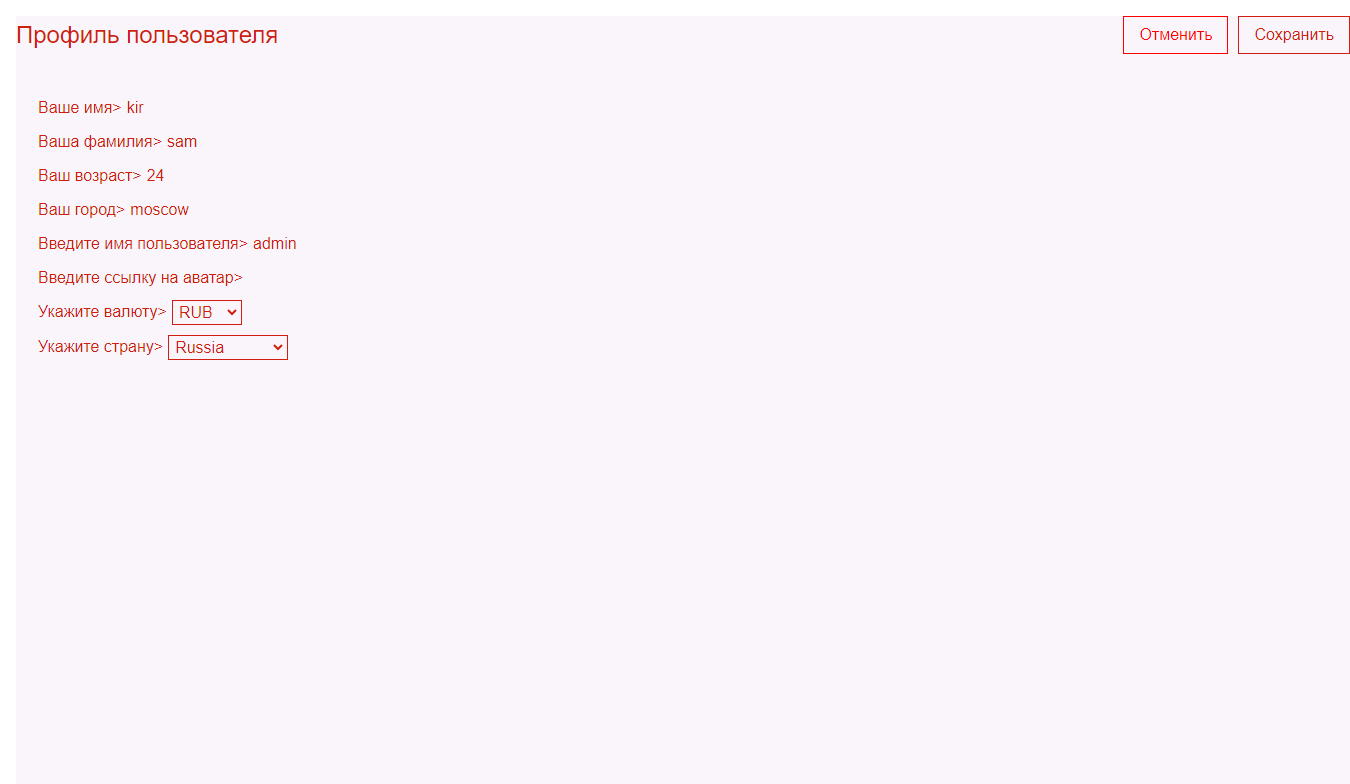 Профиль пользователя
Отменить
Сохранить
Ваше имя> kir
Ваша фамилия> sam
Ваш возраст> 24
Ваш город> moscow
Введите имя пользователя> admin
Введите ссылку на аватар>
Укажите валюту> RUB
Укажите страну> Russia